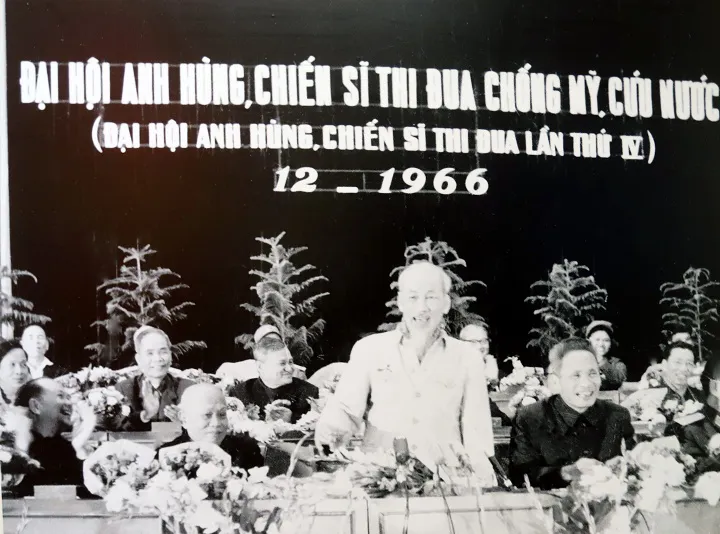 ĐẠI HỘI ANH HÙNG, CHIẾN SĨ THI ĐUA CHỐNG MỸ, CỨU NƯỚC
(ĐẠI HỘI ANH HÙNG, CHIẾN SĨ THI ĐUA LẦN THỨ IV)
12 - 1966